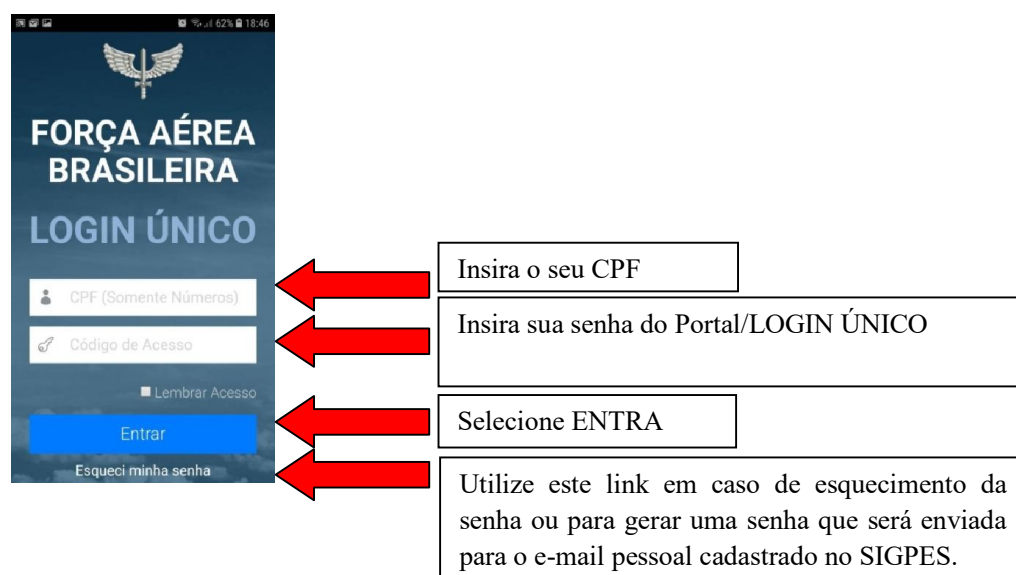 62% 18:46
FORÇA AÉREA
BRASILEIRA
LOGIN ÚNICO
CPF (Somente Números)
Código de Acesso
Lembrar Acesso
Entrar
Esqueci minha senha
Insira o seu CPF
Insira sua senha do Portal/LOGIN ÚNICO
Selecione ENTRA
Utilize este link em caso de esquecimento da
senha ou para gerar uma senha que será enviada
para o e-mail pessoal cadastrado no SIGPES.